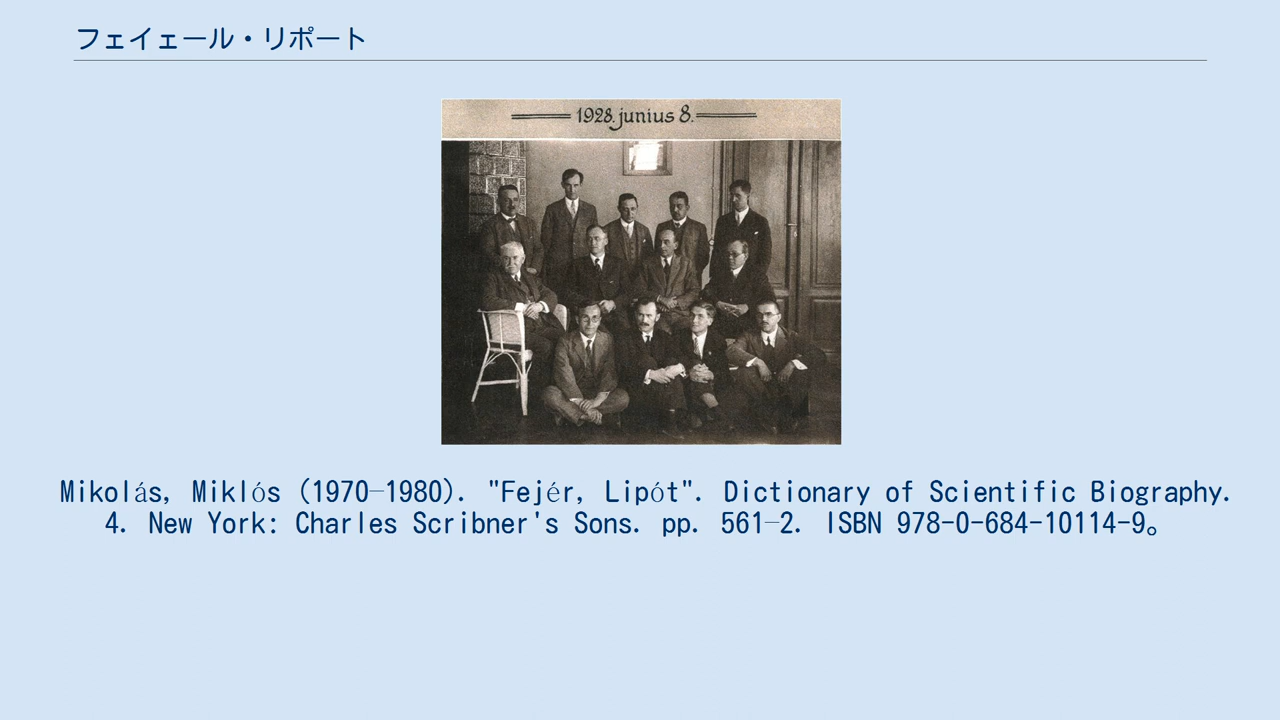 フェイェール・リポート
1928. junius 8.
Mikolás, Miklós (1970–1980). "Fejér, Lipót". Dictionary of Scientific Biography.
4. New York: Charles Scribner's Sons. pp. 561–2. ISBN 978-0-684-10114-9。